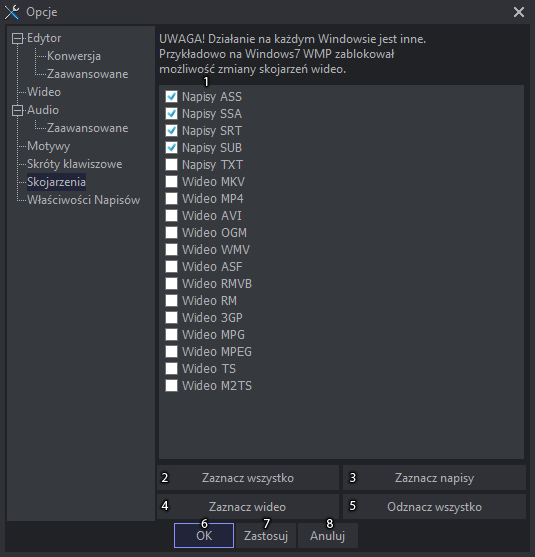 Opcje
Edytor
Konwersja
Zaawansowane
Wideo
Audio
Zaawansowane
Motywy
Skróty klawiszowe
Skojarzenia
Właściwości Napisów
UWAGA! Działanie na każdym Windowsie jest inne.
Przykładowo na Windows7 WMP zablokował
możliwość zmiany skojarzeń wideo.
1
Napisy ASS
Napisy SSA
Napisy SRT
Napisy SUB
Napisy TXT
Wideo MKV
Wideo MP4
Wideo AVI
Wideo OGM
Wideo WMV
Wideo ASF
Wideo RMVB
Wideo RM
Wideo 3GP
Wideo MPG
Wideo MPEG
Wideo TS
Wideo M2TS
2 Zaznacz wszystko
3 Zaznacz napisy
4 Zaznacz wideo
5 Odznacz wszystko
6 7 8
OK Zastosuj Anuluj